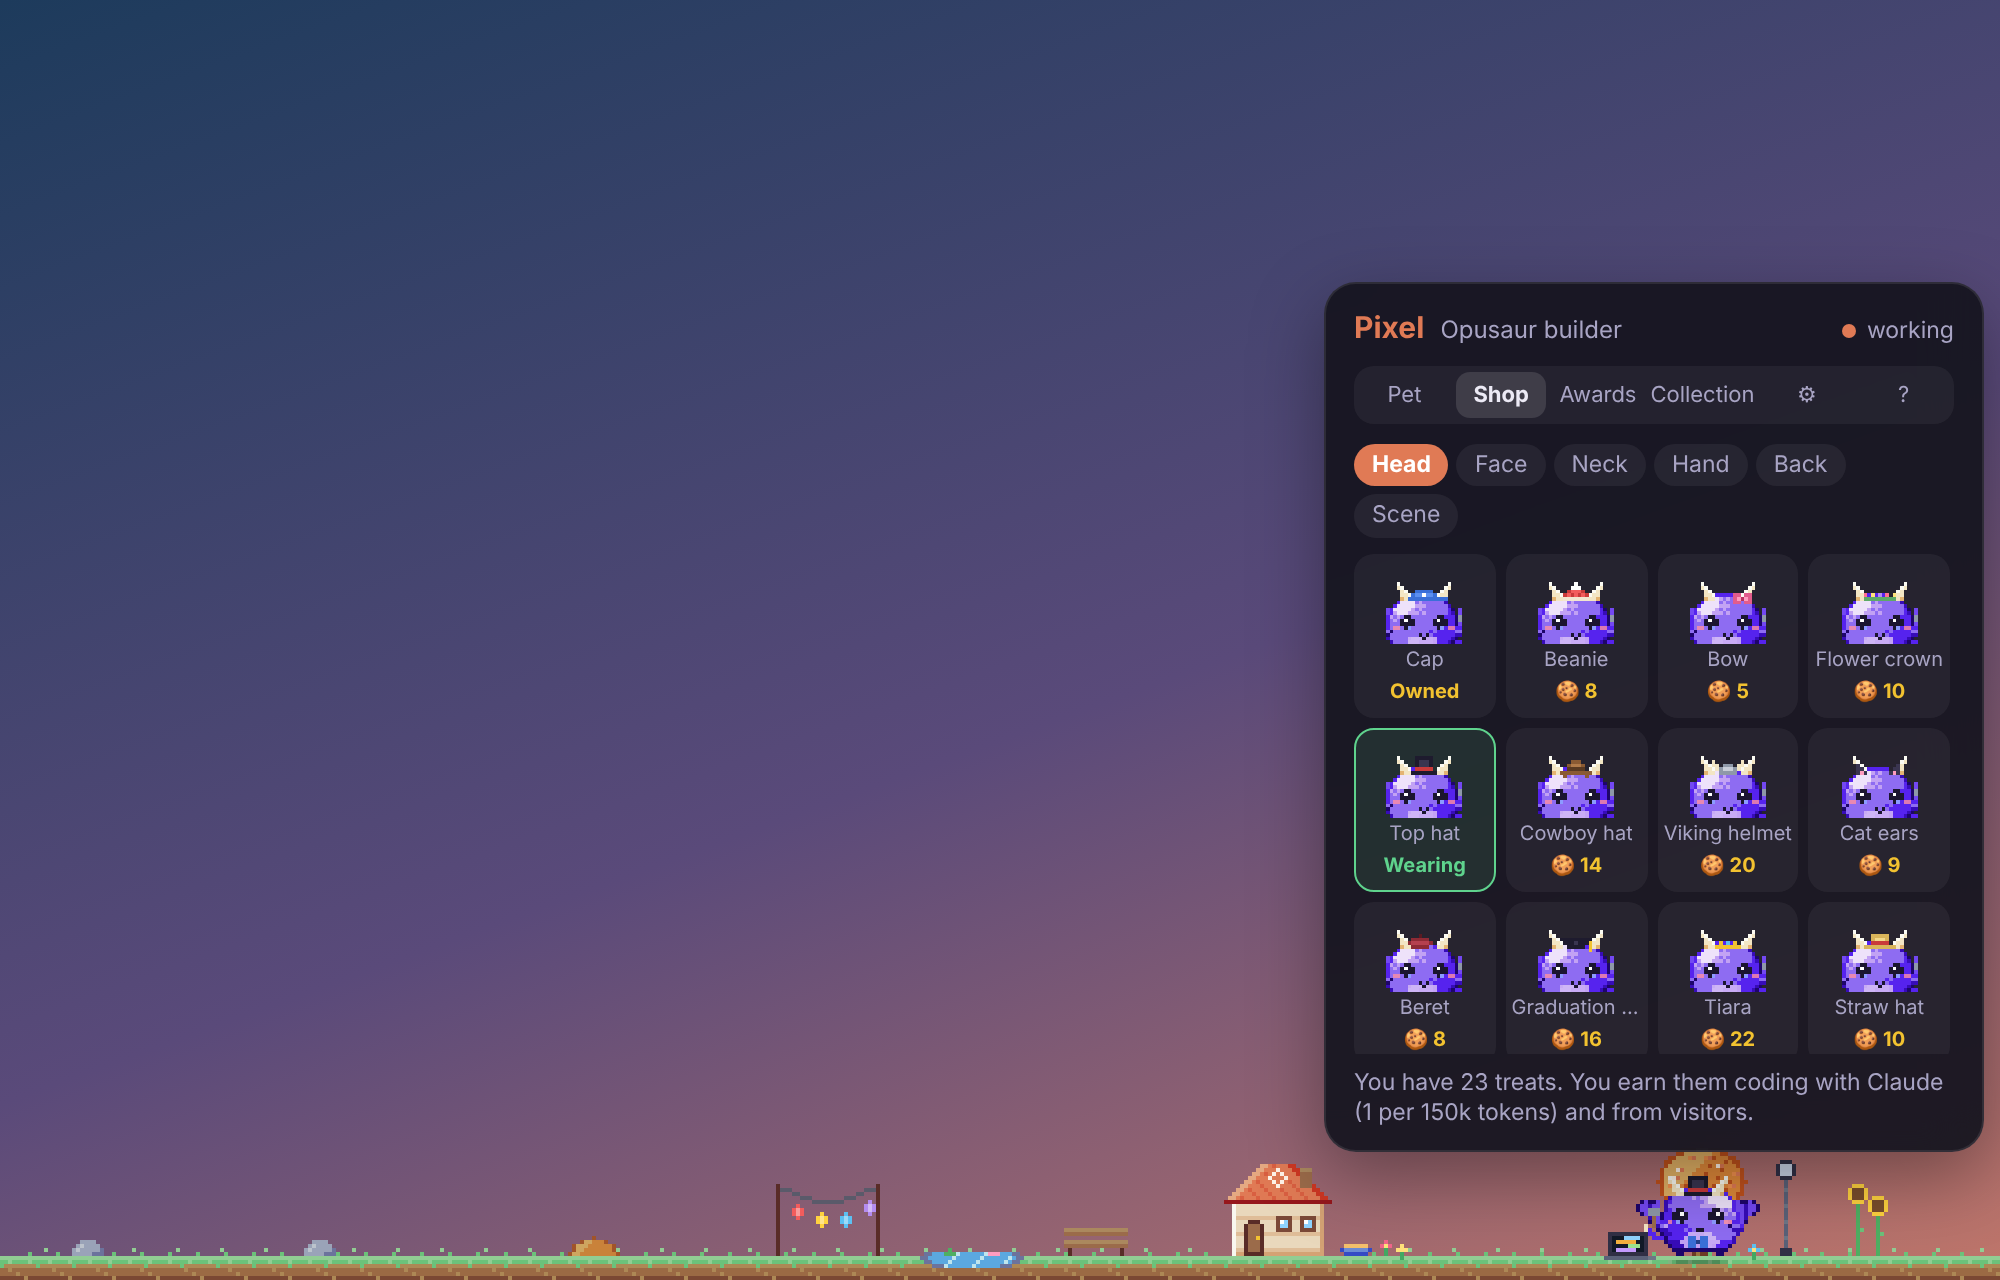 Pixel Opusaur builder working
Pet Shop Awards Collection ⚙ ?
Head Face Neck Hand Back
Scene
Cap Beanie Bow Flower crown
Owned 🍪 8 🍪 5 🍪 10
Top hat Cowboy hat Viking helmet Cat ears
Wearing 🍪 14 🍪 20 🍪 9
Beret Graduation ... Tiara Straw hat
🍪 8 🍪 16 🍪 22 🍪 10
You have 23 treats. You earn them coding with Claude
(1 per 150k tokens) and from visitors.